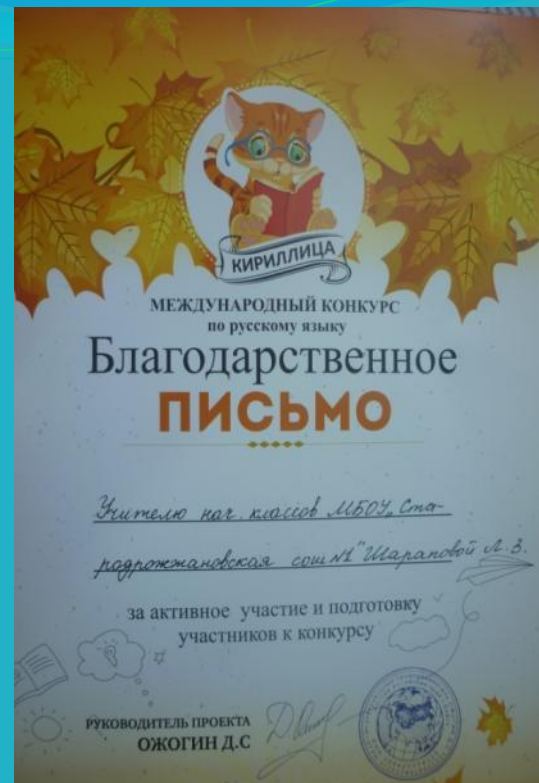 КИРИЛЛИЦА
МЕЖДУНАРОДНЫЙ КОНКУРС
по русскому языку
Благодарственное
ПИСЬМО
Учителю нач. классов МБОУ „Ста-
родрожжановская сош №1" Шараповой Л. З.
за активное участие и подготовку
участников к конкурсу
РУКОВОДИТЕЛЬ ПРОЕКТА
ОЖОГИН Д.С